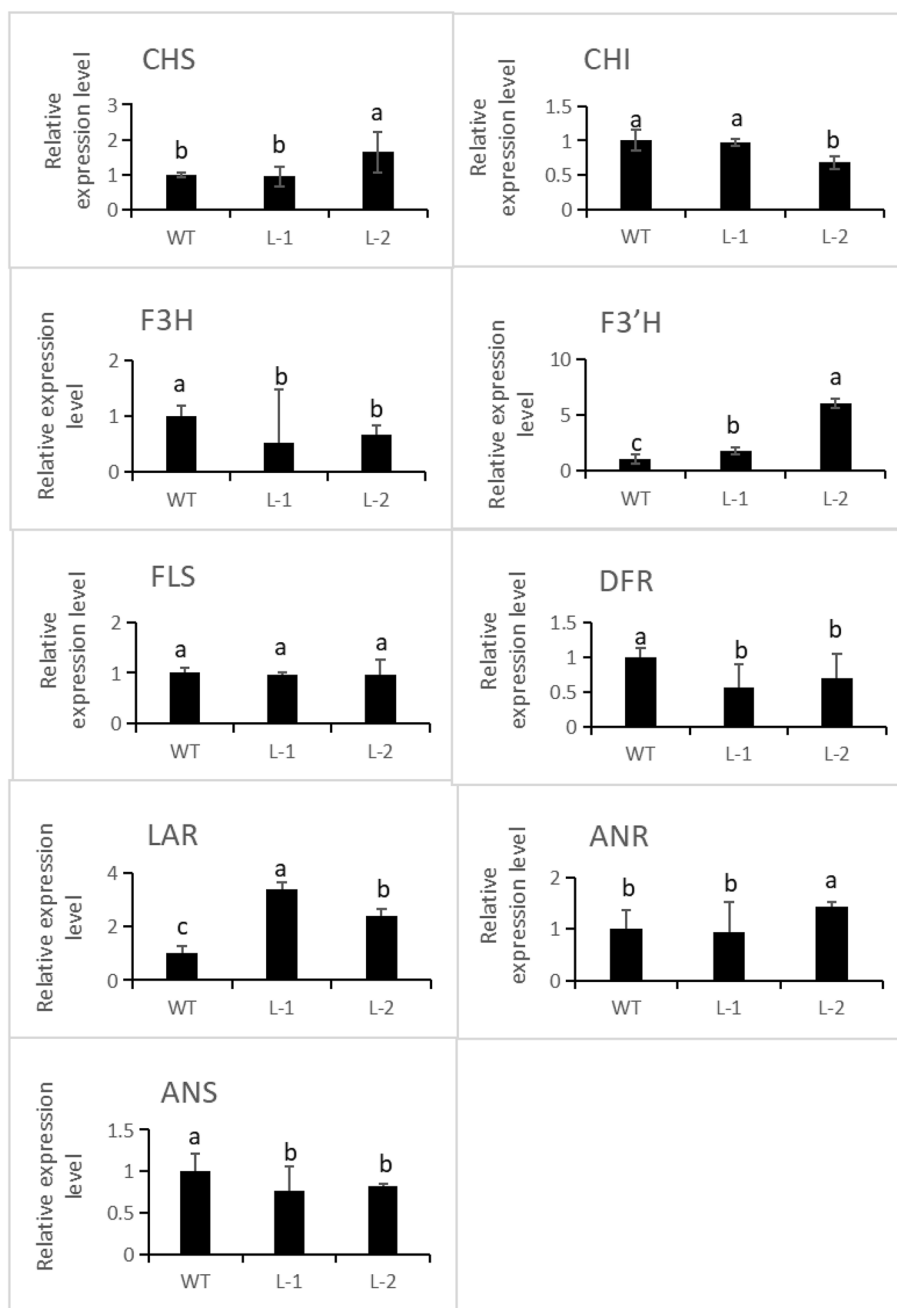 CHS
Relative
expression level
3
2
1
0
b
b
a
WT
L-1
L-2
CHI
Relative
expression level
1.5
1
0.5
0
a
a
b
WT
L-1
L-2
F3H
Relative expression
level
2
1
0
a
b
b
WT
L-1
L-2
F3’H
Relative expression
level
10
5
0
c
b
a
WT
L-1
L-2
FLS
Relative
expression level
2
1
0
a
a
a
WT
L-1
L-2
DFR
Relative
expression level
1.5
1
0.5
0
a
b
b
WT
L-1
L-2
LAR
Relative expression
level
4
2
0
c
a
b
WT
L-1
L-2
ANR
Relative
expression level
2
1
0
b
b
a
WT
L-1
L-2
ANS
Relative expression
level
1.5
1
0.5
0
a
b
b
WT
L-1
L-2